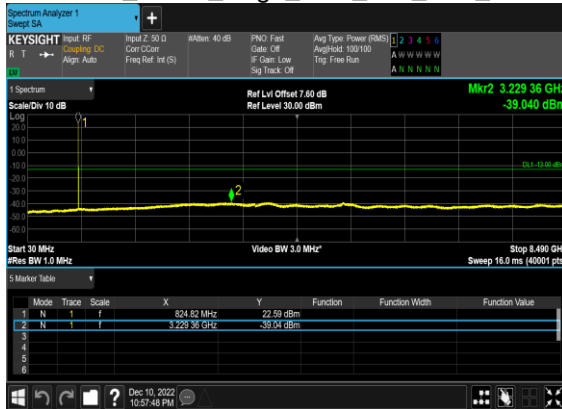 Spectrum Analyzer 1
Swept SA
+
KEYSIGHT
R T
LXI
Input: RF
Coupling: DC
Align: Auto
Input Z: 50 Ω
Corr CCorr
Freq Ref: Int (S)
#Atten: 40 dB
PNO: Fast
Gate: Off
IF Gain: Low
Sig Track: Off
Avg Type: Power (RMS)
Avg|Hold: 100/100
Trig: Free Run
1 2 3 4 5 6
A W W W W W
A N N N N N
1 Spectrum
Scale/Div 10 dB
Ref Lvl Offset 7.60 dB
Ref Level 30.00 dBm
Mkr2 3.229 36 GHz
-39.040 dBm
Log
20.0
10.0
0.00
-10.0
-20.0
-30.0
-40.0
-50.0
-60.0
1
2
DL1 -13.00 dBm
Start 30 MHz
#Res BW 1.0 MHz
Video BW 3.0 MHz*
Stop 8.490 GHz
Sweep 16.0 ms (40001 pts)
5 Marker Table
Mode Trace Scale X Y Function Function Width Function Value
1 N 1 f 824.82 MHz 22.59 dBm
2 N 1 f 3.229 36 GHz -39.04 dBm
3
4
5
6
?
Dec 10, 2022
10:57:48 PM